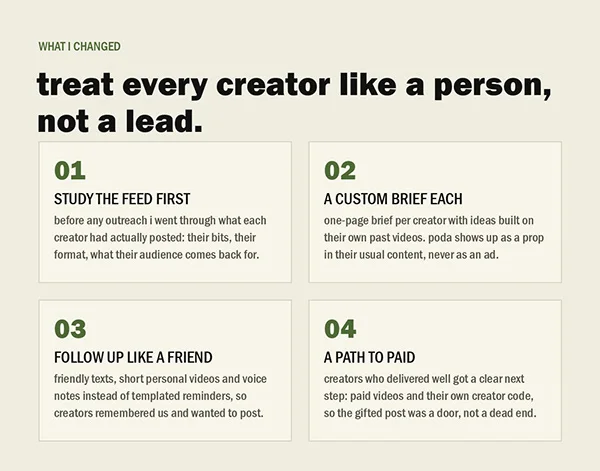 WHAT I CHANGED
treat every creator like a person,
not a lead.
01
STUDY THE FEED FIRST
before any outreach i went through what each
creator had actually posted: their bits, their
format, what their audience comes back for.
02
A CUSTOM BRIEF EACH
one-page brief per creator with ideas built on
their own past videos. poda shows up as a prop
in their usual content, never as an ad.
03
FOLLOW UP LIKE A FRIEND
friendly texts, short personal videos and voice
notes instead of templated reminders, so
creators remembered us and wanted to post.
04
A PATH TO PAID
creators who delivered well got a clear next
step: paid videos and their own creator code,
so the gifted post was a door, not a dead end.